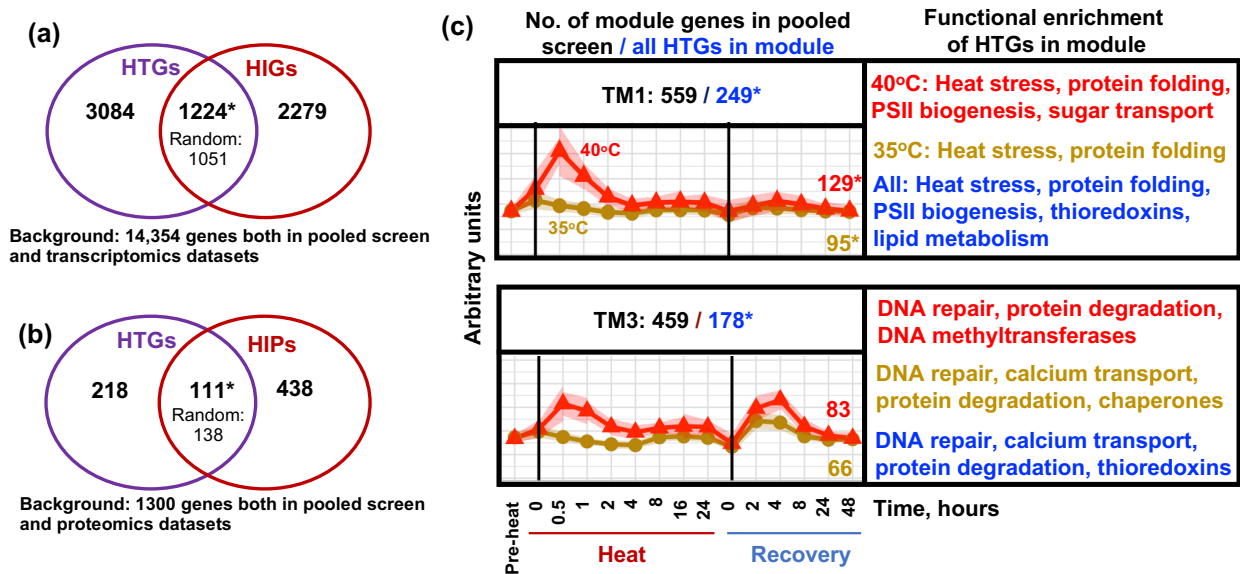 (a)
HTGs
HIGs
3084
1224*
2279
Random:
1051
Background: 14,354 genes both in pooled screen
and transcriptomics datasets
(b)
HTGs
HIPs
218
111*
438
Random:
138
Background: 1300 genes both in pooled screen
and proteomics datasets
(c)
No. of module genes in pooled
screen / all HTGs in module
Functional enrichment
of HTGs in module
Arbitrary units
TM1: 559 / 249*
40oC
35oC
129*
95*
40oC: Heat stress, protein folding,
PSII biogenesis, sugar transport
35oC: Heat stress, protein folding
All: Heat stress, protein folding,
PSII biogenesis, thioredoxins,
lipid metabolism
TM3: 459 / 178*
83
66
DNA repair, protein degradation,
DNA methyltransferases
DNA repair, calcium transport,
protein degradation, chaperones
DNA repair, calcium transport,
protein degradation, thioredoxins
Pre-heat 0 0.5 1 2 4 8 16 24 0 2 4 8 24 48
Time, hours
Heat
Recovery